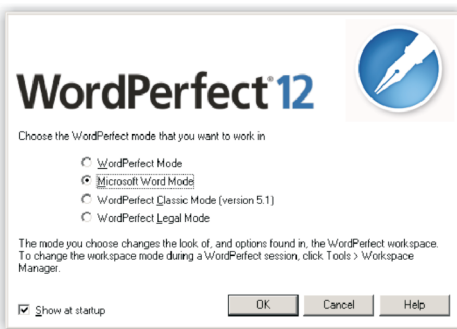 WordPerfect® 12
Choose the WordPerfect mode that you want to work in
WordPerfect Mode
Microsoft Word Mode
WordPerfect Classic Mode (version 5.1)
WordPerfect Legal Mode
The mode you choose changes the look of, and options found in, the WordPerfect workspace.
To change the workspace mode during a WordPerfect session, click Tools > Workspace
Manager.
Show at startup
OK Cancel Help